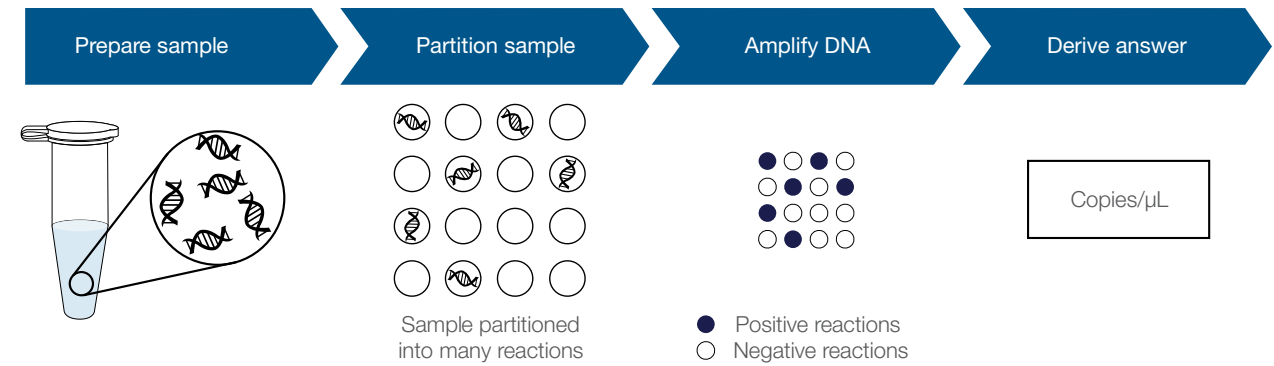 Prepare sample
Partition sample
Amplify DNA
Derive answer
Sample partitioned
into many reactions
Positive reactions
Negative reactions
Copies/µL